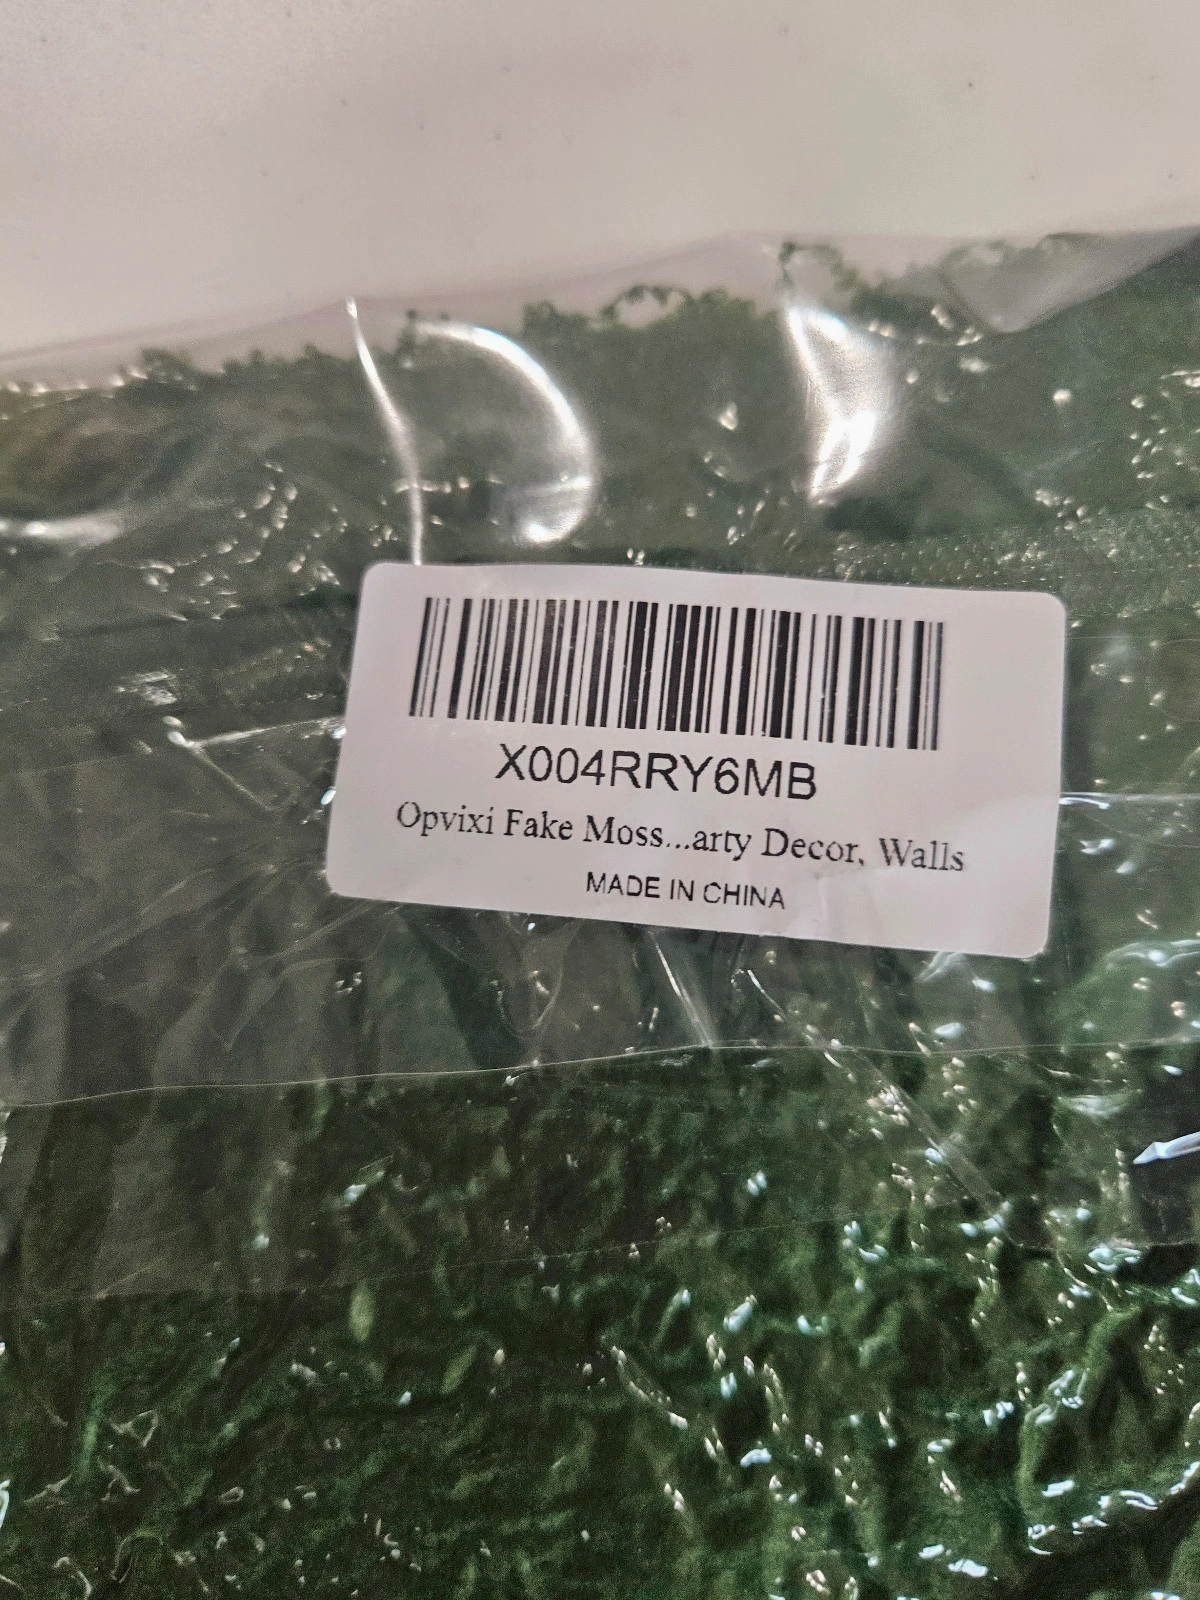 X004RRY6MB
Opvixi Fake Moss...arty Decor, Walls
MADE IN CHINA